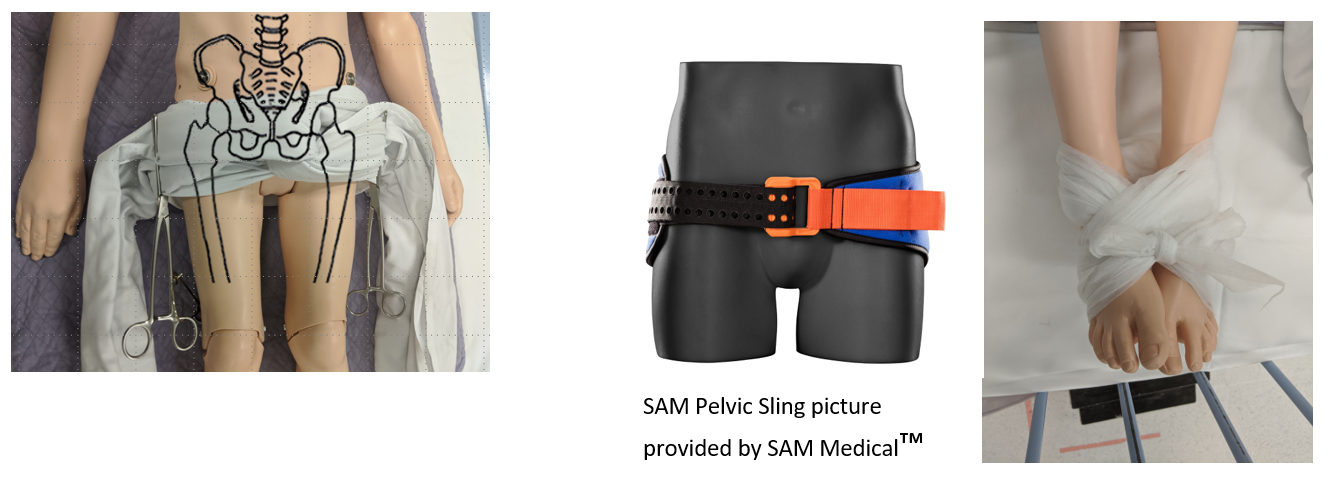 SAM Pelvic Sling picture
provided by SAM Medical™